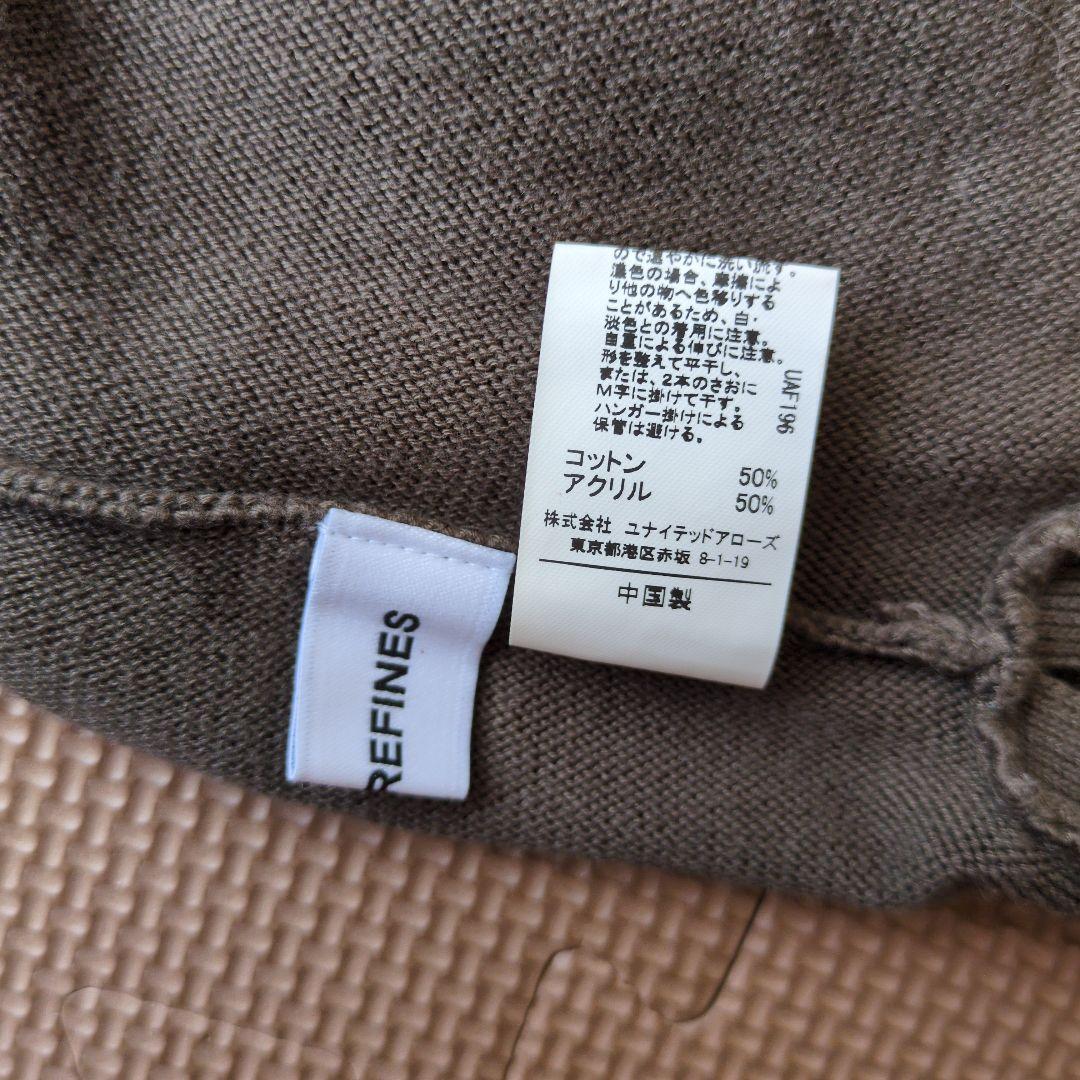 ので速やかに洗い流す。
濃色の場合、摩擦によ
り他の物へ色移りする
ことがあるため、白・
淡色との着用に注意。
自重による伸びに注意。
形を整えて平干し、
または、2本のさおに
M字に掛けて干す。
ハンガー掛けによる
保管は避ける。
UAF196
コットン 50%
アクリル 50%
株式会社 ユナイテッドアローズ
東京都港区赤坂 8-1-19
中国製
REFINES